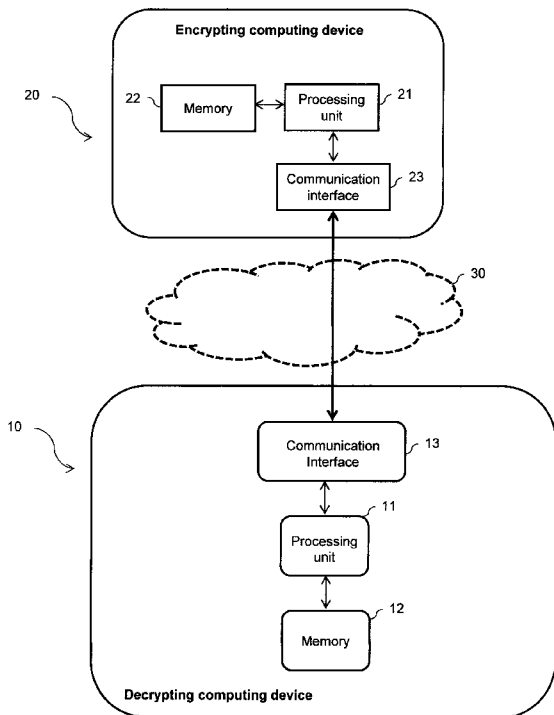 Encrypting computing device
20
22
Memory
21
Processing
unit
23
Communication
interface
30
10
Communication
Interface
13
11
Processing
unit
12
Memory
Decrypting computing device